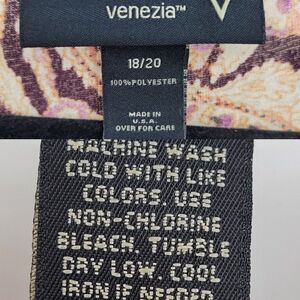 venezia™
18/20
100% POLYESTER
MADE IN
U.S.A.
OVER FOR CARE
MACHINE WASH
COLD WITH LIKE
COLORS. USE
NON-CHLORINE
BLEACH. TUMBLE
DRY LOW. COOL
IRON IF NEEDED